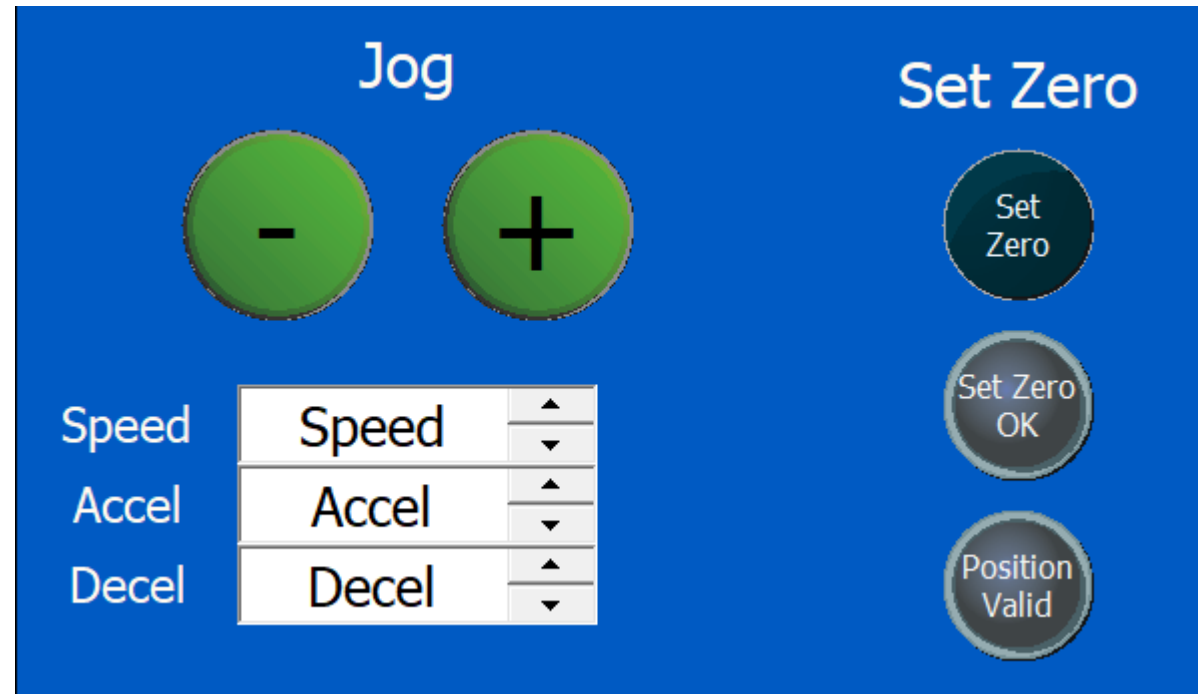 Jog
-
+
Speed
Speed
Accel
Accel
Decel
Decel
Set Zero
Set
Zero
Set Zero
OK
Position
Valid